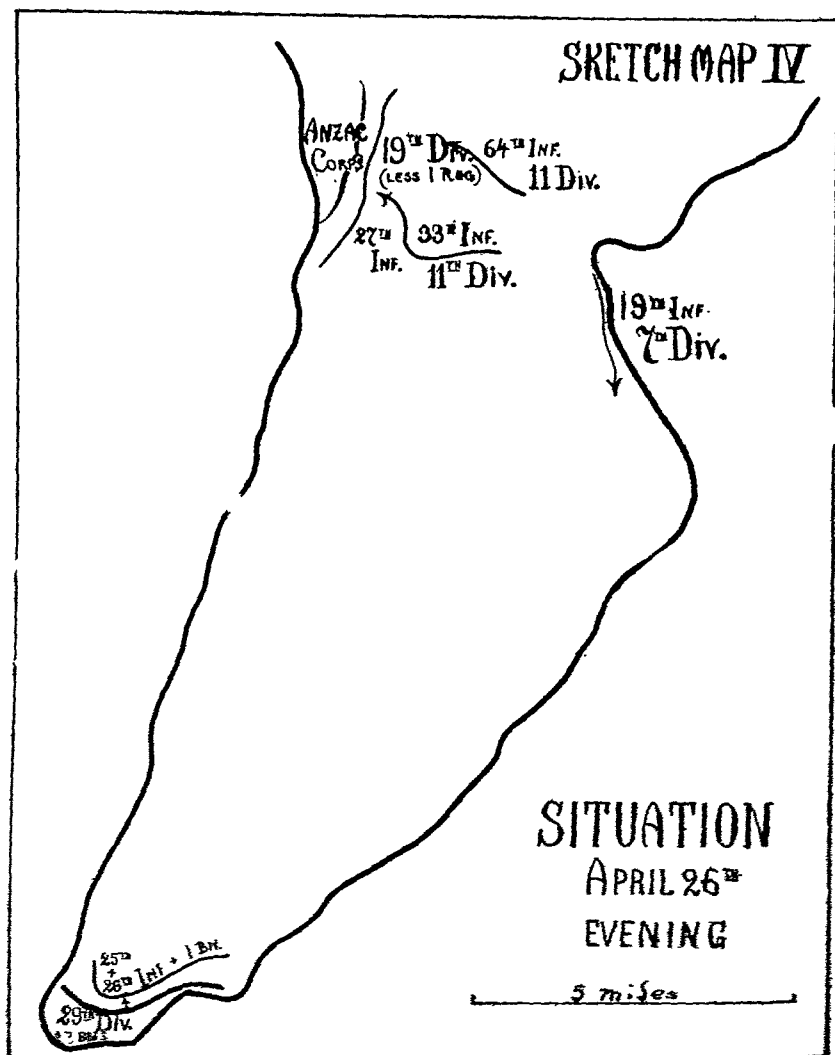 SKETCH MAP IV
ANZAC
CORPS
19TH DIV.
(LESS 1 REG)
64TH INF.
11 DIV.
27TH
INF.
33RD INF.
11TH DIV.
19TH INF.
7TH DIV.
SITUATION
APRIL 26TH
EVENING
5 miles
25TH
+
26TH INF + 1 BN.
29TH DIV.